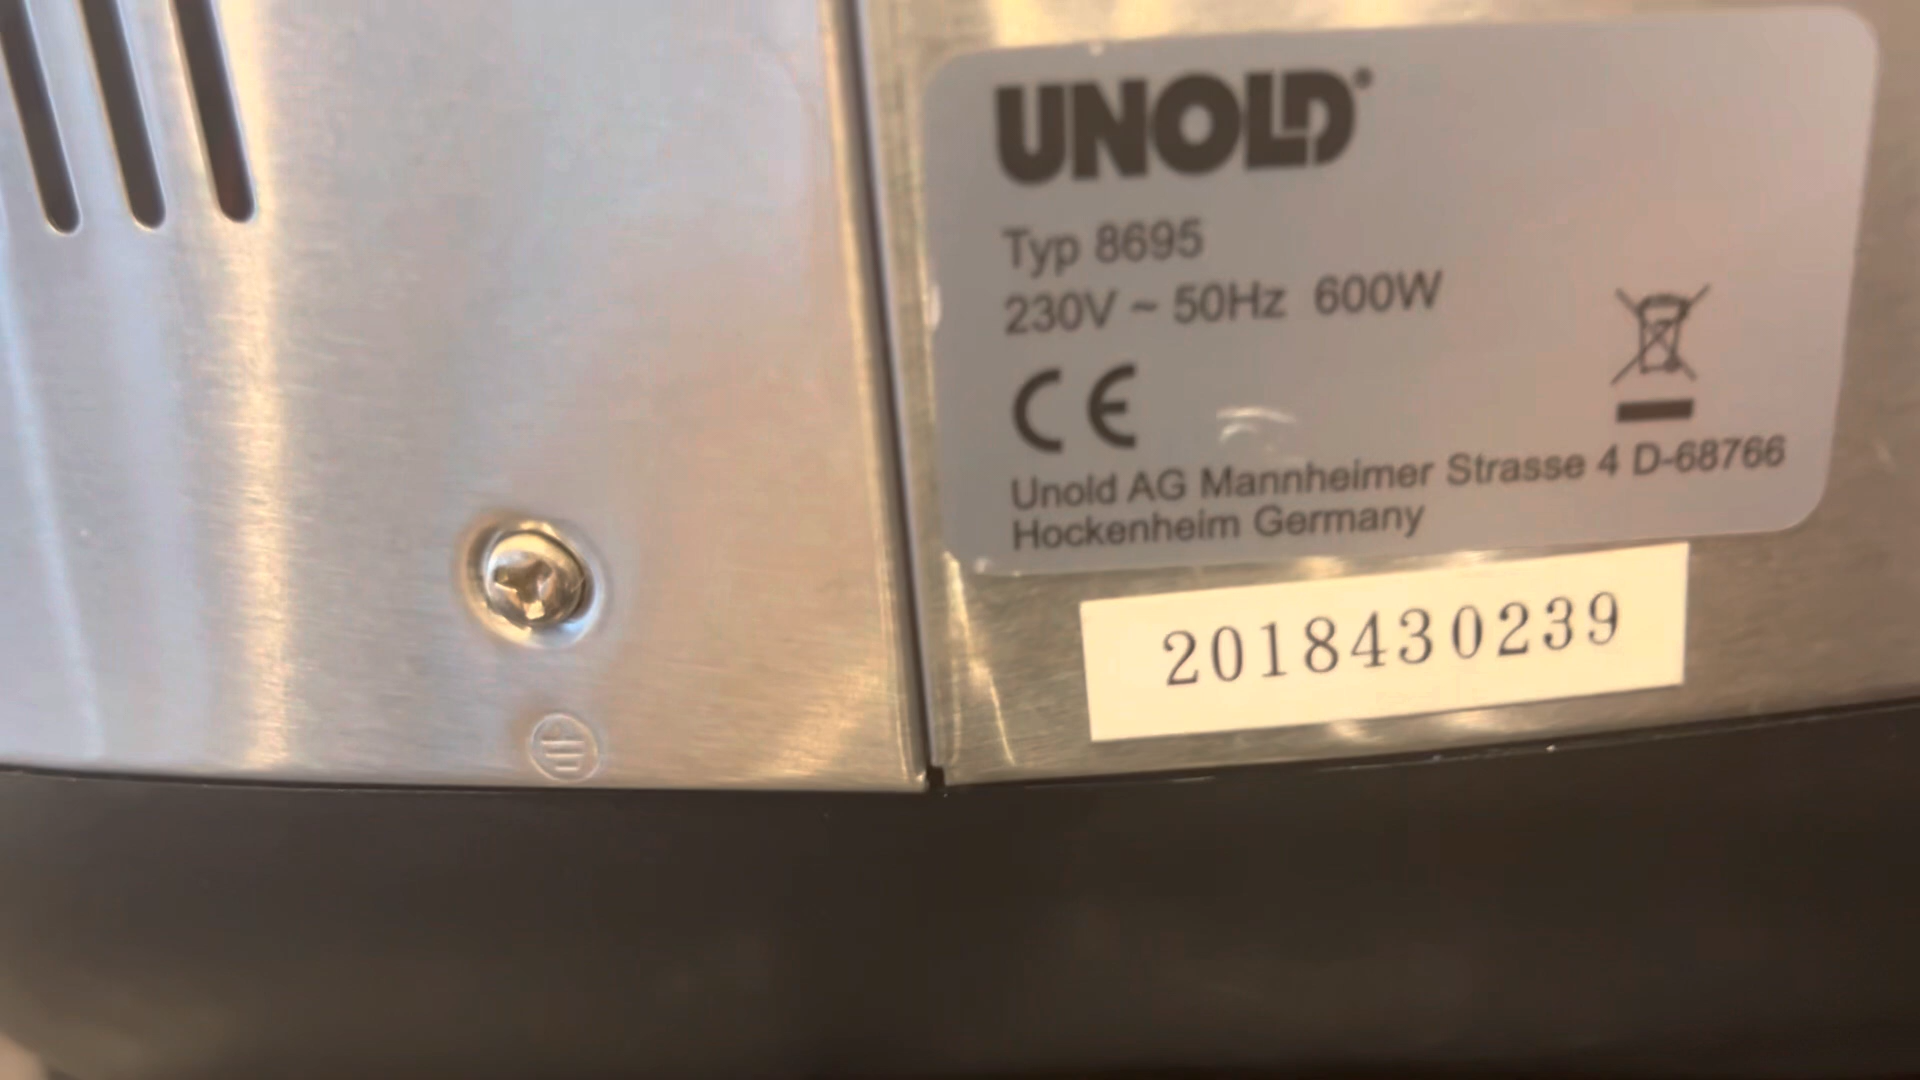 UNOLD®
Typ 8695
230V ~ 50Hz 600W
CE
Unold AG Mannheimer Strasse 4 D-68766
Hockenheim Germany
2018430239